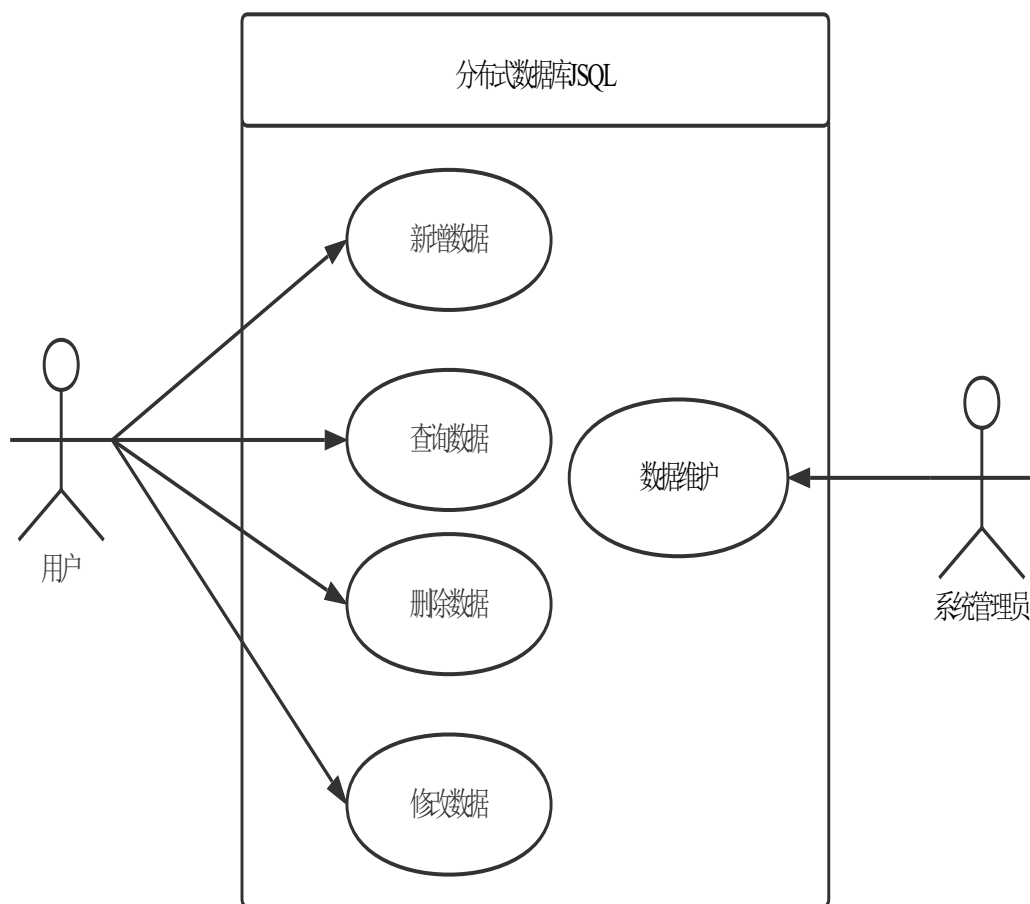 分布式数据库JSQL
新增数据
查询数据
数据维护
用户
删除数据
系统管理员
修改数据